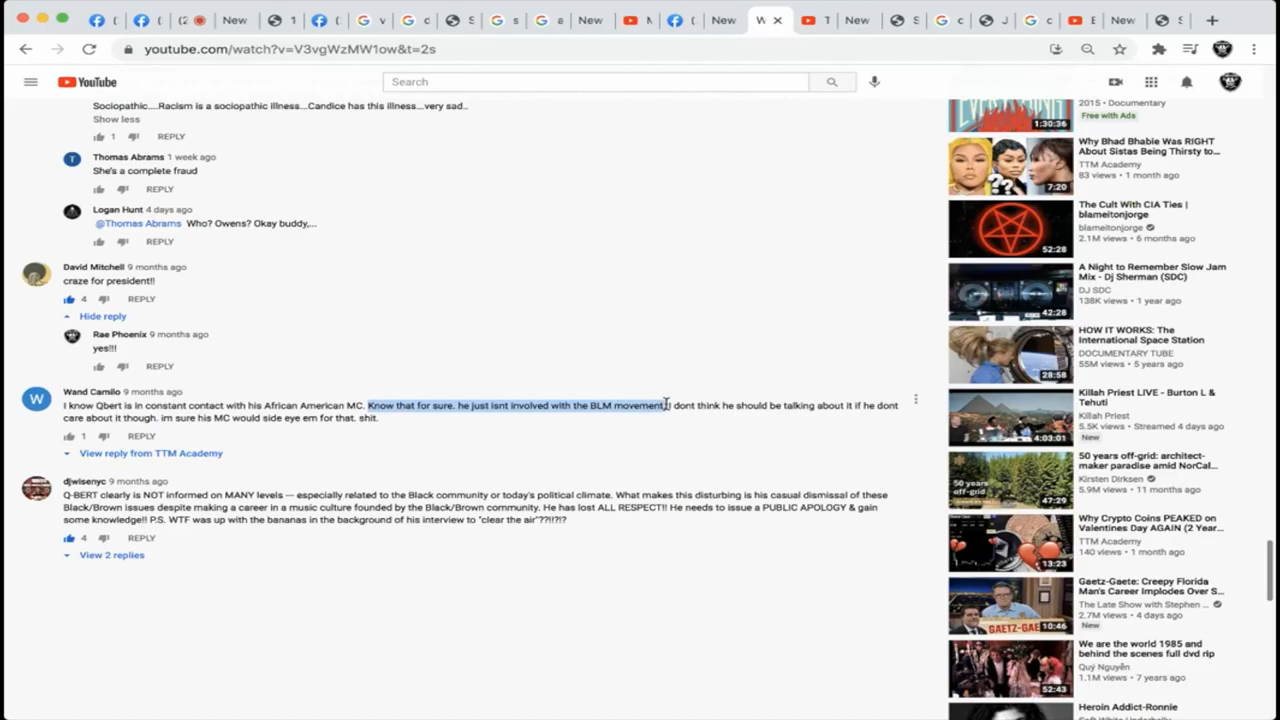 New
New
New
New
New
W
youtube.com/watch?v=V3vgWzMW1ow&t=2s
YouTube
Search
Sociopathic....Racism is a sociopathic illness...Candice has this illness...very sad..
Show less
1 REPLY
Thomas Abrams 1 week ago
She's a complete fraud
REPLY
Logan Hunt 4 days ago
@Thomas Abrams Who? Owens? Okay buddy,...
REPLY
David Mitchell 9 months ago
craze for president!!
4 REPLY
Hide reply
Rae Phoenix 9 months ago
yes!!!
REPLY
W
Wand Camilo 9 months ago
I know Qbert is in constant contact with his African American MC. Know that for sure. he just isnt involved with the BLM movement. I dont think he should be talking about it if he dont
care about it though. im sure his MC would side eye em for that. shit.
1 REPLY
View reply from TTM Academy
djwisenyc 9 months ago
Q-BERT clearly is NOT informed on MANY levels — especially related to the Black community or today's political climate. What makes this disturbing is his casual dismissal of these
Black/Brown issues despite making a career in a music culture founded by the Black/Brown community. He has lost ALL RESPECT!! He needs to issue a PUBLIC APOLOGY & gain
some knowledge!! P.S. WTF was up with the bananas in the background of his interview to "clear the air"??!!?!?
4 REPLY
View 2 replies
1:30:36
2015 • Documentary
Free with Ads
7:20
Why Bhad Bhabie Was RIGHT
About Sistas Being Thirsty to...
TTM Academy
83 views • 1 month ago
52:28
The Cult With CIA Ties |
blameitonjorge
blameitonjorge
2.1M views • 6 months ago
42:28
A Night to Remember Slow Jam
Mix - Dj Sherman (SDC)
DJ SDC
138K views • 1 year ago
28:58
HOW IT WORKS: The
International Space Station
DOCUMENTARY TUBE
55M views • 5 years ago
4:03:01
Killah Priest LIVE - Burton L &
Tehuti
Killah Priest
5.5K views • Streamed 4 days ago
New
50 years
off-grid
47:29
50 years off-grid: architect-
maker paradise amid NorCal...
Kirsten Dirksen
5.9M views • 11 months ago
13:23
Why Crypto Coins PEAKED on
Valentines Day AGAIN (2 Year...
TTM Academy
140 views • 1 month ago
GAETZ-GAE
10:46
Gaetz-Gaete: Creepy Florida
Man's Career Implodes Over S...
The Late Show with Stephen ...
2.7M views • 4 days ago
New
52:43
We are the world 1985 and
behind the scenes full dvd rip
Quý Nguyễn
1.1M views • 7 years ago
Heroin Addict-Ronnie